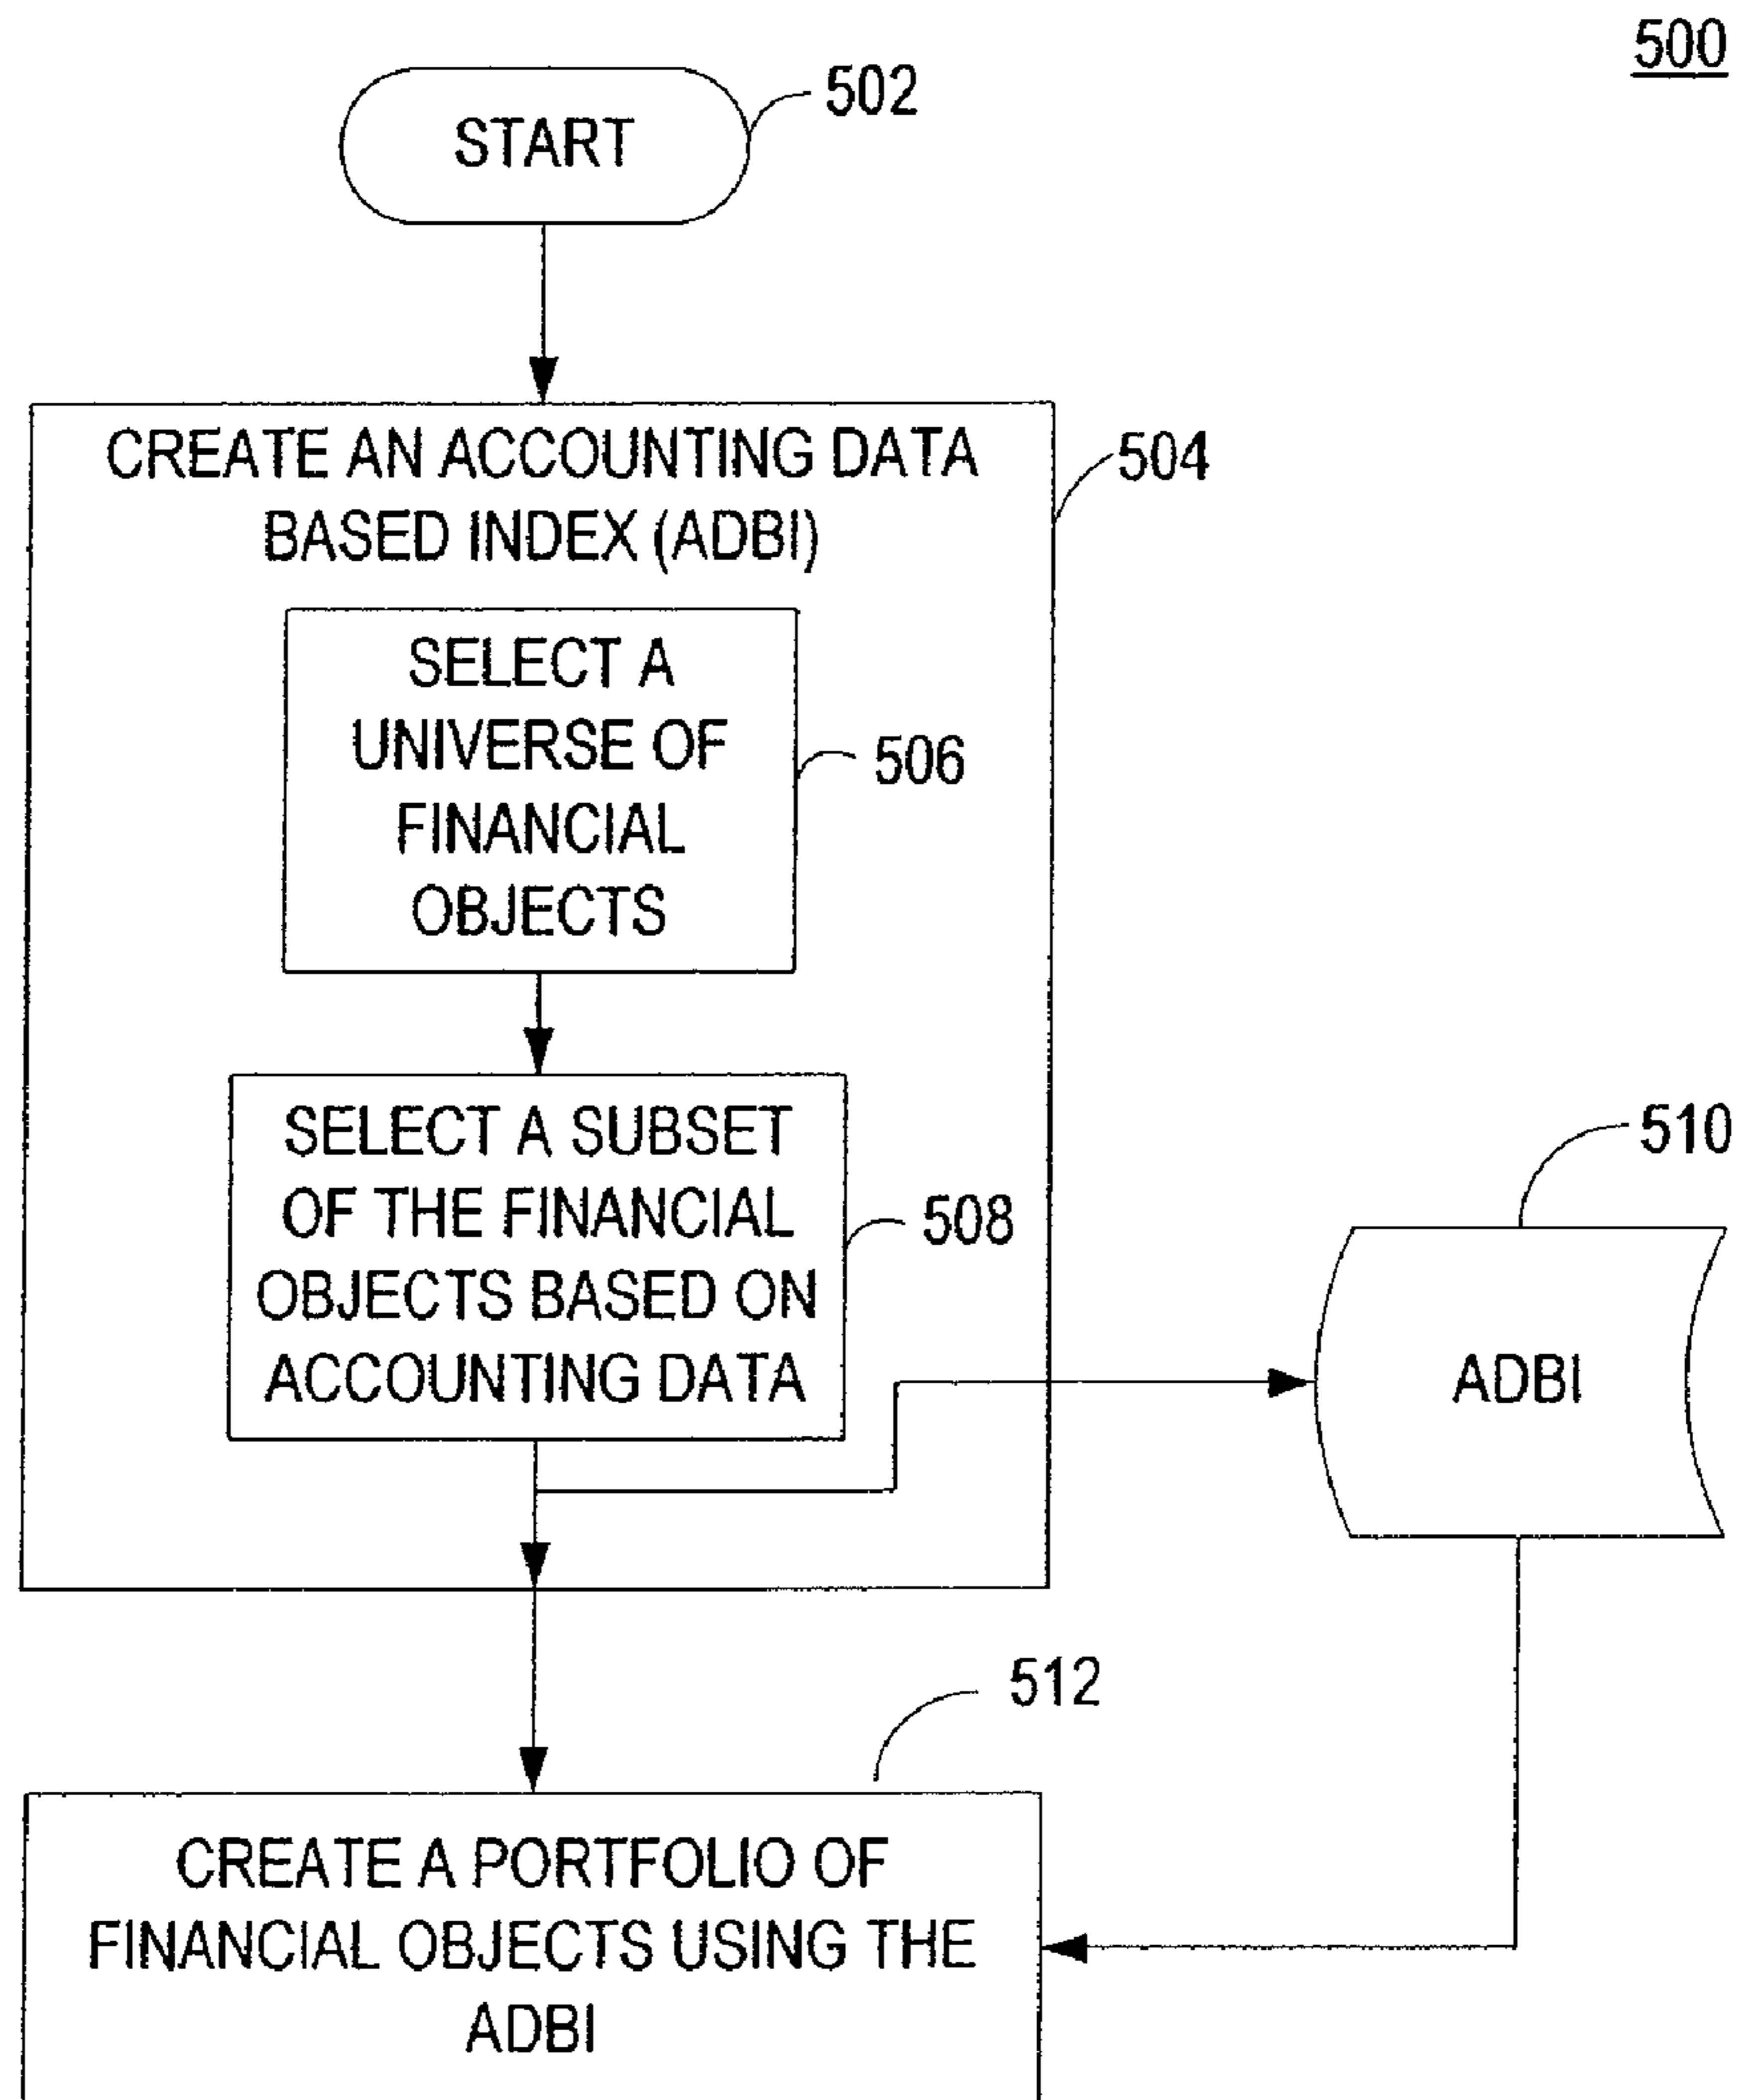 500
START
502
CREATE AN ACCOUNTING DATA
BASED INDEX (ADBI)
504
SELECT A
UNIVERSE OF
FINANCIAL
OBJECTS
506
SELECT A SUBSET
OF THE FINANCIAL
OBJECTS BASED ON
ACCOUNTING DATA
508
510
ADBI
512
CREATE A PORTFOLIO OF
FINANCIAL OBJECTS USING THE
ADBI